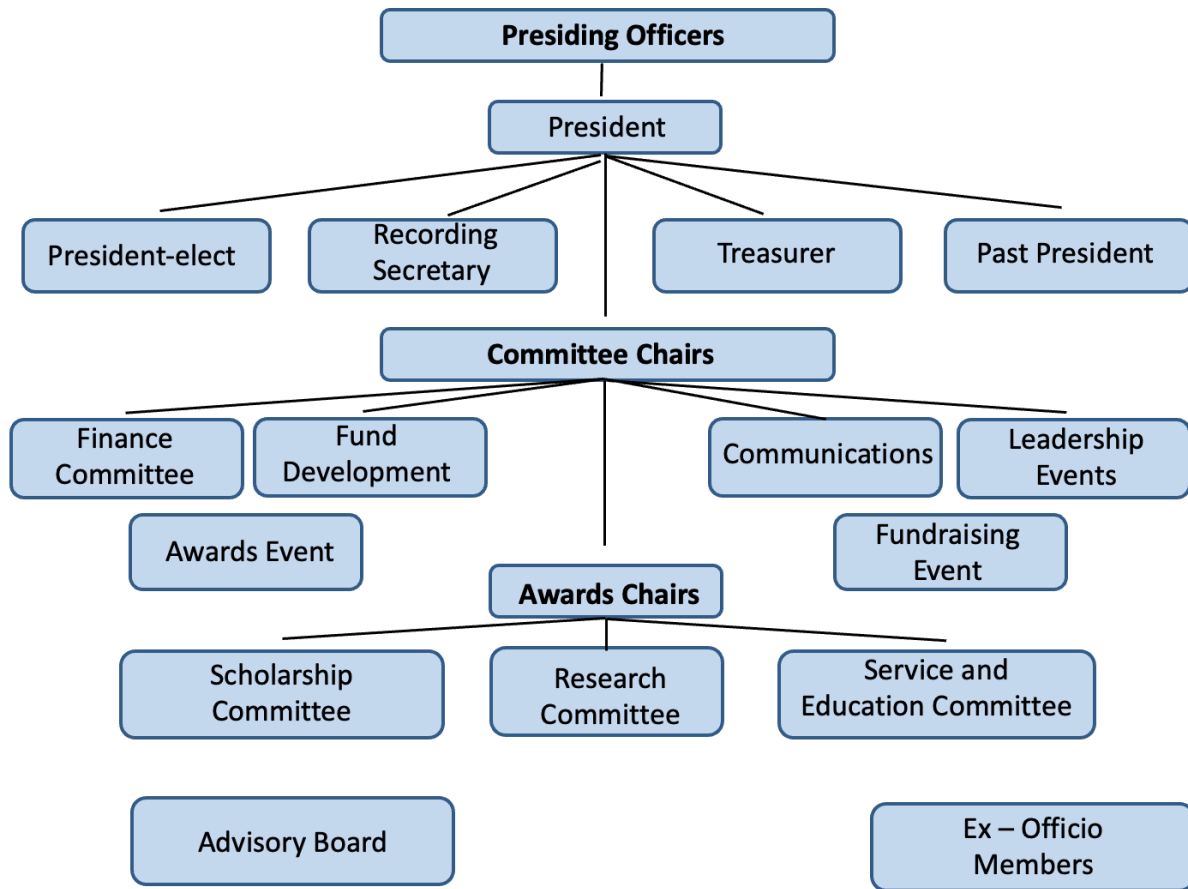 Presiding Officers
President
President-elect
Recording
Secretary
Treasurer
Past President
Committee Chairs
Finance
Committee
Fund
Development
Communications
Leadership
Events
Awards Event
Fundraising
Event
Awards Chairs
Scholarship
Committee
Research
Committee
Service and
Education Committee
Advisory Board
Ex – Officio
Members